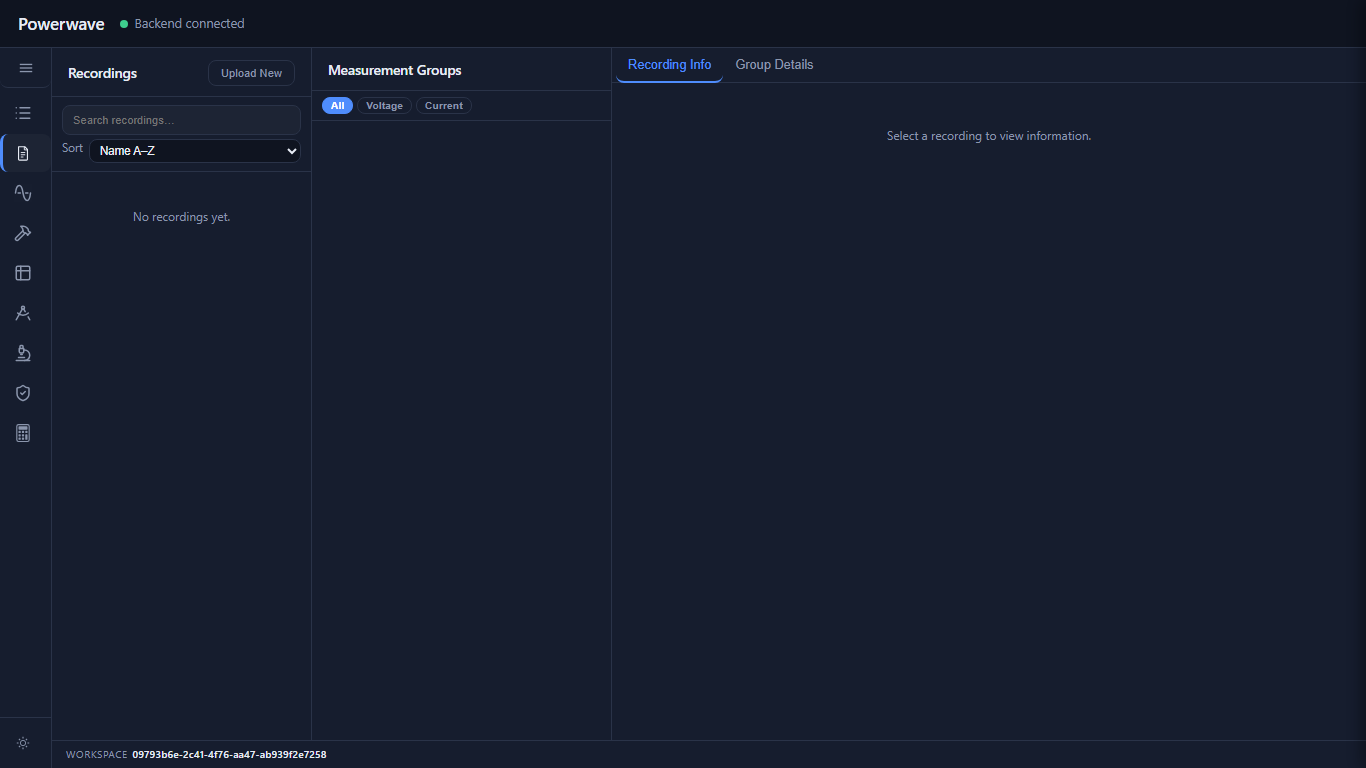 Powerwave
Backend connected
Recordings
Upload New
Search recordings...
Sort
Name A–Z
No recordings yet.
Measurement Groups
All
Voltage
Current
Recording Info
Group Details
Select a recording to view information.
WORKSPACE 09793b6e-2c41-4f76-aa47-ab939f2e7258